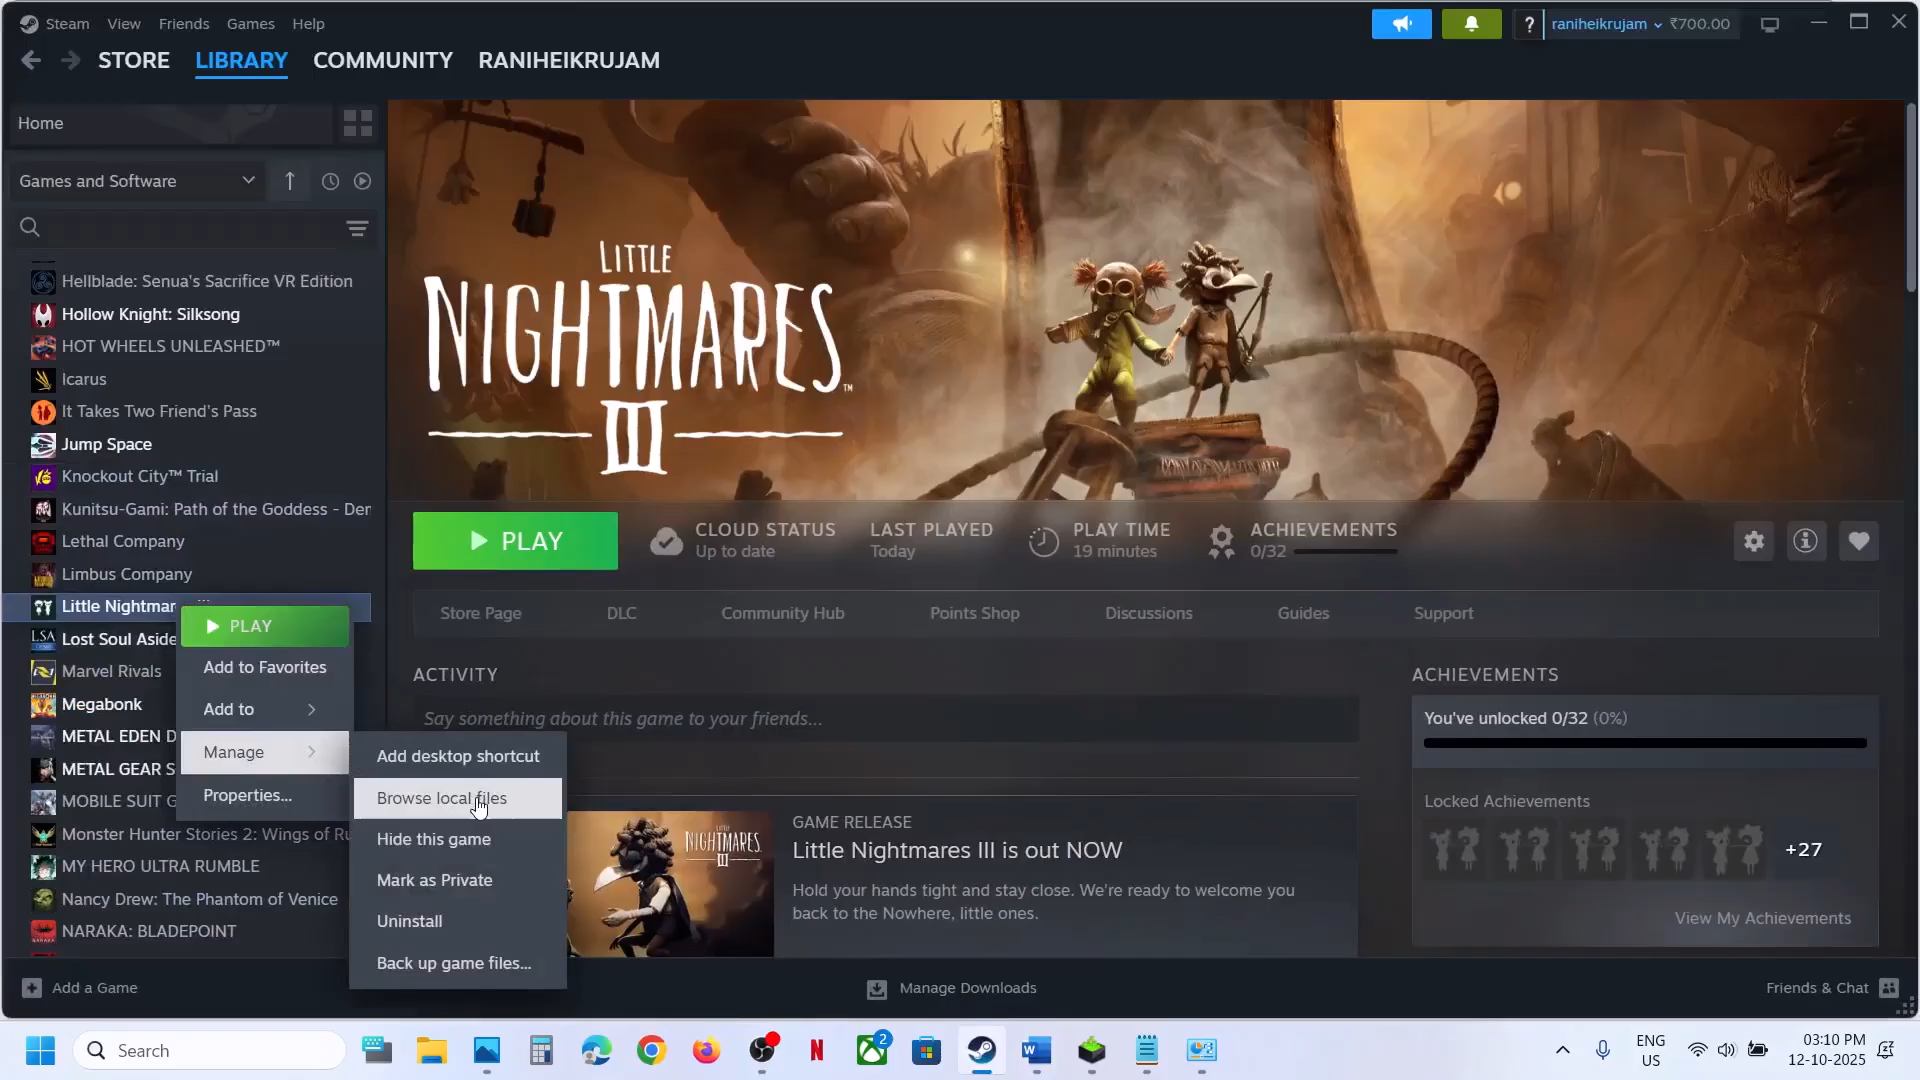 Steam View Friends Games Help
? raniheikrujam ₹700.00
STORE LIBRARY COMMUNITY RANIHEIKRUJAM
Home
Games and Software
Hellblade: Senua's Sacrifice VR Edition
Hollow Knight: Silksong
HOT WHEELS UNLEASHED™
Icarus
It Takes Two Friend's Pass
Jump Space
Knockout City™ Trial
Kunitsu-Gami: Path of the Goddess - Der
Lethal Company
Limbus Company
Little Nightmar
LSA Lost Soul Aside
Marvel Rivals
Megabonk
METAL EDEN D
METAL GEAR S
MOBILE SUIT G
Monster Hunter Stories 2: Wings of Ru
MY HERO ULTRA RUMBLE
Nancy Drew: The Phantom of Venice
NARAKA: BLADEPOINT
PLAY
Add to Favorites
Add to
Manage
Properties...
Add desktop shortcut
Browse local files
Hide this game
Mark as Private
Uninstall
Back up game files...
LITTLE
NIGHTMARES™
III
PLAY
CLOUD STATUS
Up to date
LAST PLAYED
Today
PLAY TIME
19 minutes
ACHIEVEMENTS
0/32
Store Page DLC Community Hub Points Shop Discussions Guides Support
ACTIVITY
Say something about this game to your friends...
NIGHTMARES
III
GAME RELEASE
Little Nightmares III is out NOW
Hold your hands tight and stay close. We're ready to welcome you
back to the Nowhere, little ones.
ACHIEVEMENTS
You've unlocked 0/32 (0%)
Locked Achievements
+27
View My Achievements
Add a Game
Manage Downloads
Friends & Chat
Search
2
ENG
US
03:10 PM
12-10-2025